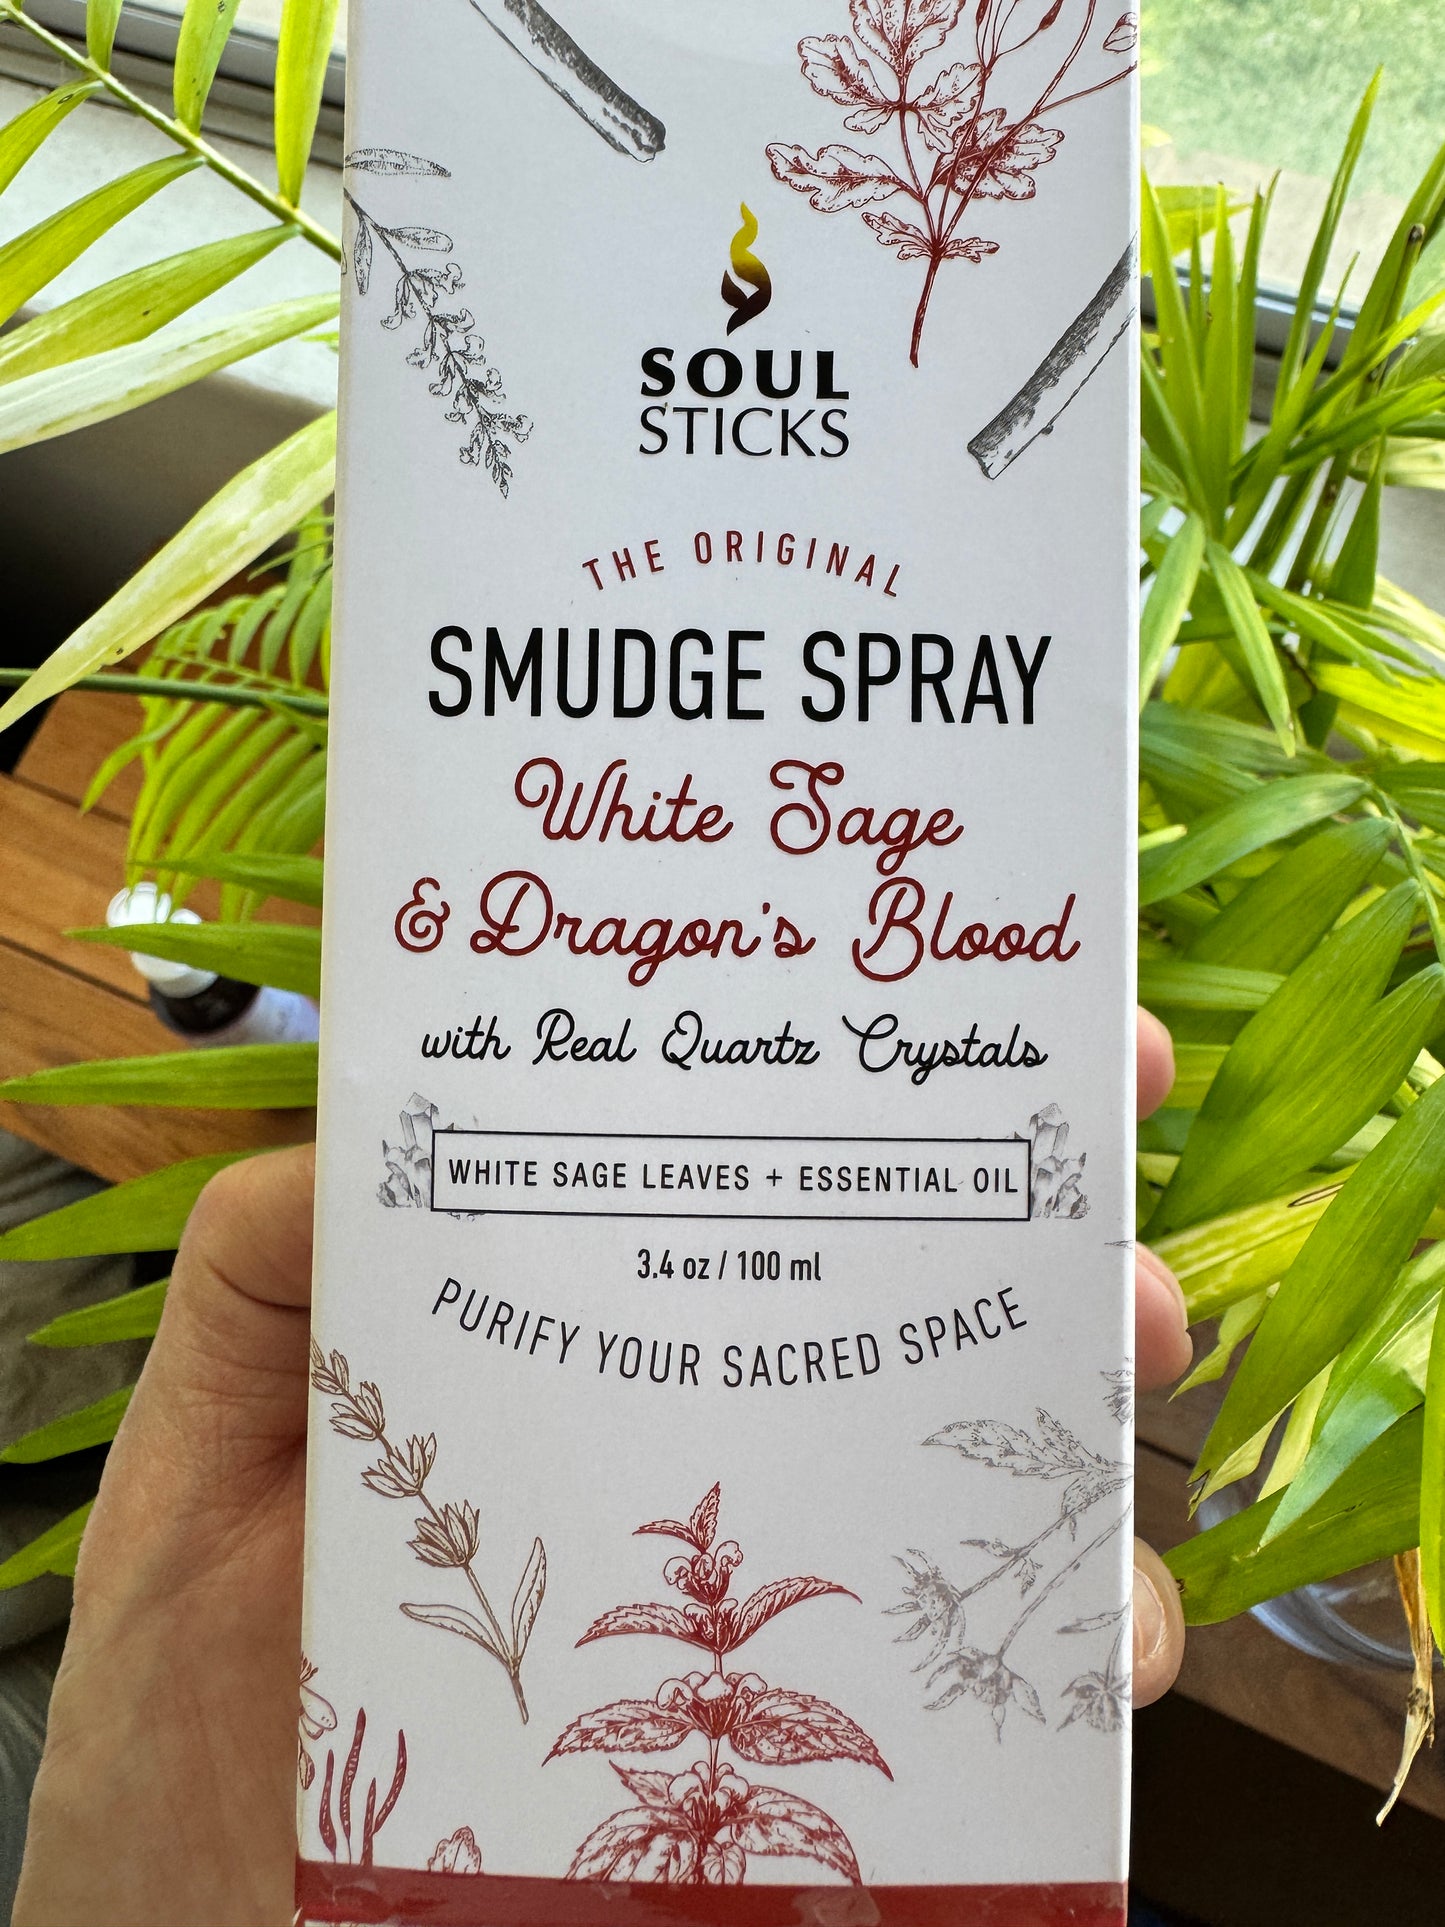 SOUL
STICKS
THE ORIGINAL
SMUDGE SPRAY
White Sage
& Dragon's Blood
with Real Quartz Crystals
WHITE SAGE LEAVES + ESSENTIAL OIL
3.4 oz / 100 ml
PURIFY YOUR SACRED SPACE